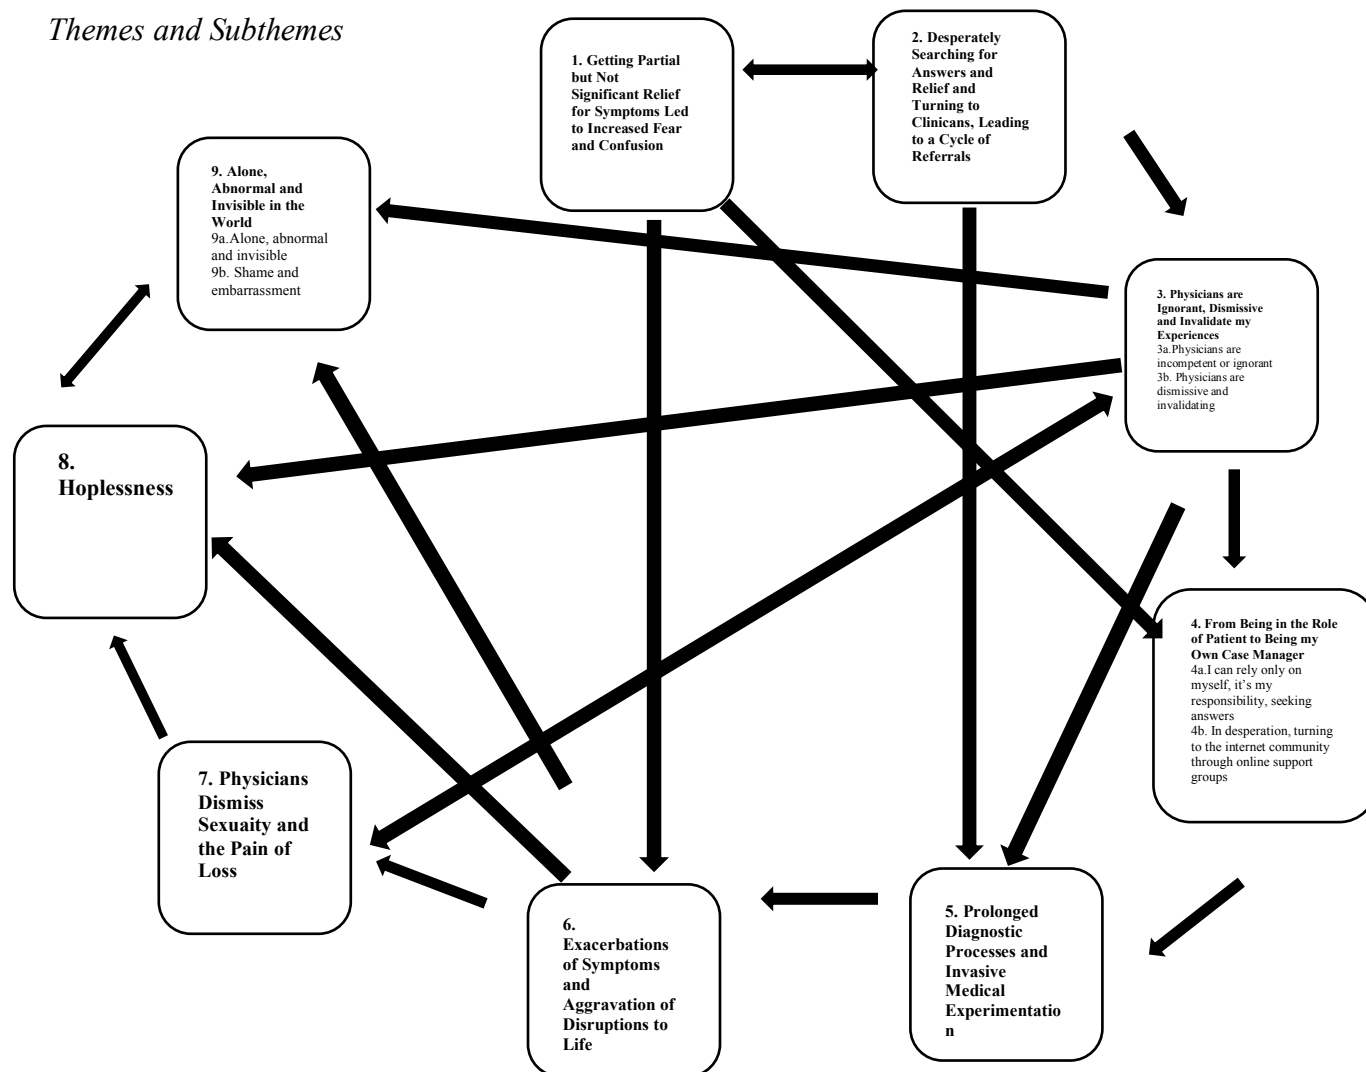 Themes and Subthemes
1. Getting Partial
but Not
Significant Relief
for Symptoms Led
to Increased Fear
and Confusion
2. Desperately
Searching for
Answers and
Relief and
Turning to
Clinicians, Leading
to a Cycle of
Referrals
3. Physicians are
Ignorant, Dismissive
and Invalidate my
Experiences
3a.Physicians are
incompetent or ignorant
3b. Physicians are
dismissive and
invalidating
4. From Being in the Role
of Patient to Being my
Own Case Manager
4a.I can rely only on
myself, it’s my
responsibility, seeking
answers
4b. In desperation, turning
to the internet community
through online support
groups
5. Prolonged
Diagnostic
Processes and
Invasive
Medical
Experimentatio
n
6.
Exacerbations
of Symptoms
and
Aggravation of
Disruptions to
Life
7. Physicians
Dismiss
Sexuaity and
the Pain of
Loss
8.
Hoplessness
9. Alone,
Abnormal and
Invisible in the
World
9a.Alone, abnormal
and invisible
9b. Shame and
embarrassment